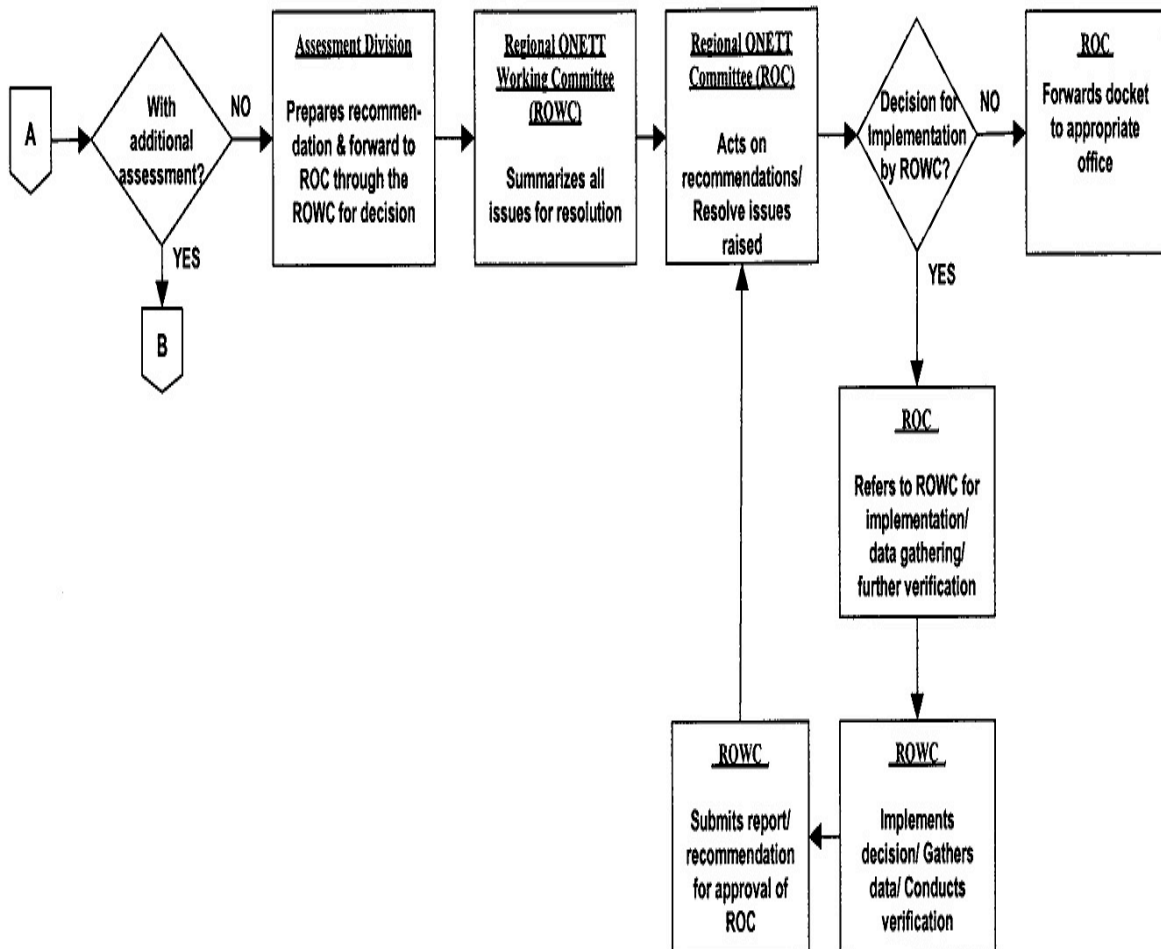 A
With
additional
assessment?
NO
YES
B
Assessment Division
Prepares recommen-
dation & forward to
ROC through the
ROWC for decision
Regional ONETT
Working Committee
(ROWC)
Summarizes all
issues for resolution
Regional ONETT
Committee (ROC)
Acts on
recommendations/
Resolve issues
raised
Decision for
Implementation
by ROWC?
NO
YES
ROC
Forwards docket
to appropriate
office
ROC
Refers to ROWC for
implementation/
data gathering/
further verification
ROWC
Implements
decision/ Gathers
data/ Conducts
verification
ROWC
Submits report/
recommendation
for approval of
ROC